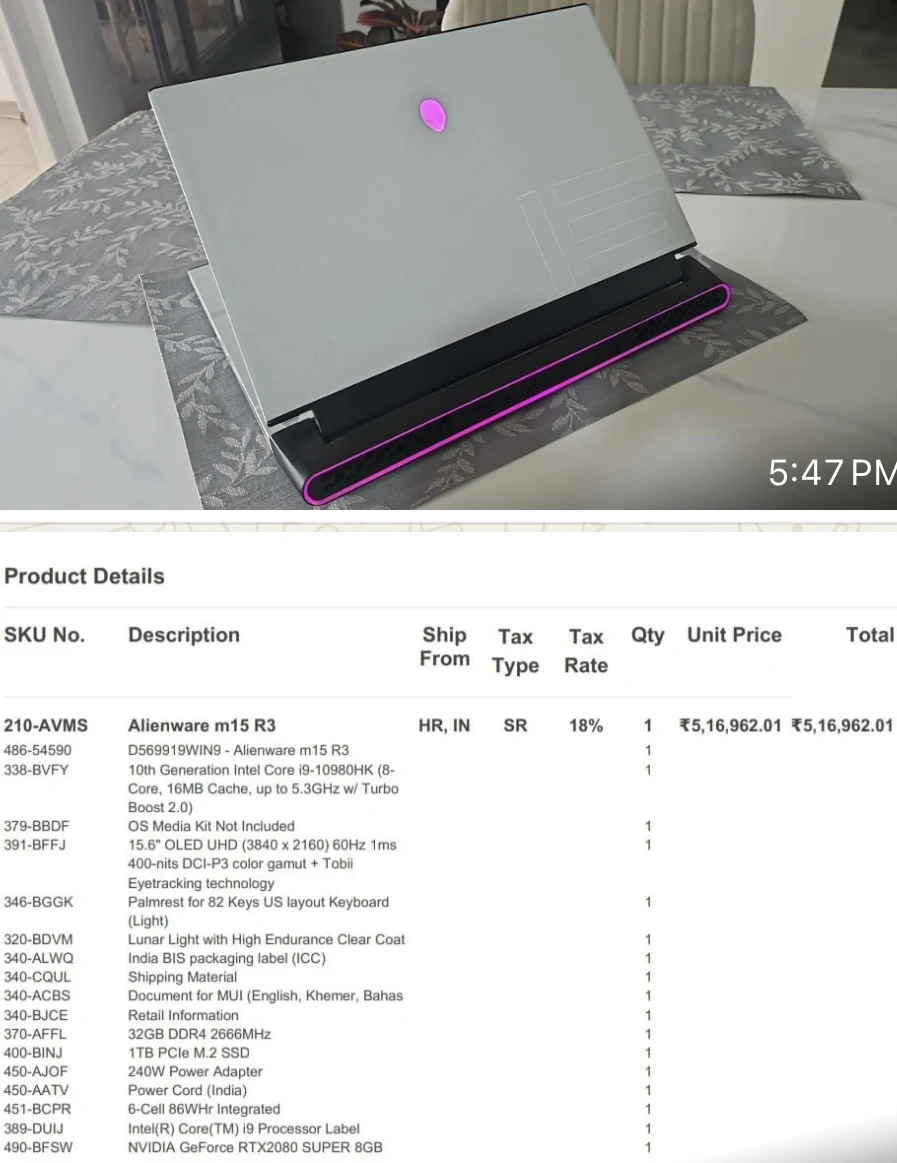 15
5:47 PM
Product Details
SKU No. Description Ship From Tax Type Tax Rate Qty Unit Price Total
210-AVMS Alienware m15 R3 HR, IN SR 18% 1 ₹5,16,962.01 ₹5,16,962.01
486-54590 D569919WIN9 - Alienware m15 R3 1
338-BVFY 10th Generation Intel Core i9-10980HK (8- 1
Core, 16MB Cache, up to 5.3GHz w/ Turbo
Boost 2.0)
379-BBDF OS Media Kit Not Included 1
391-BFFJ 15.6" OLED UHD (3840 x 2160) 60Hz 1ms 1
400-nits DCI-P3 color gamut + Tobii
Eyetracking technology
346-BGGK Palmrest for 82 Keys US layout Keyboard 1
(Light)
320-BDVM Lunar Light with High Endurance Clear Coat 1
340-ALWQ India BIS packaging label (ICC) 1
340-CQUL Shipping Material 1
340-ACBS Document for MUI (English, Khemer, Bahas 1
340-BJCE Retail Information 1
370-AFFL 32GB DDR4 2666MHz 1
400-BINJ 1TB PCIe M.2 SSD 1
450-AJOF 240W Power Adapter 1
450-AATV Power Cord (India) 1
451-BCPR 6-Cell 86WHr Integrated 1
389-DUIJ Intel(R) Core(TM) i9 Processor Label 1
490-BFSW NVIDIA GeForce RTX2080 SUPER 8GB 1